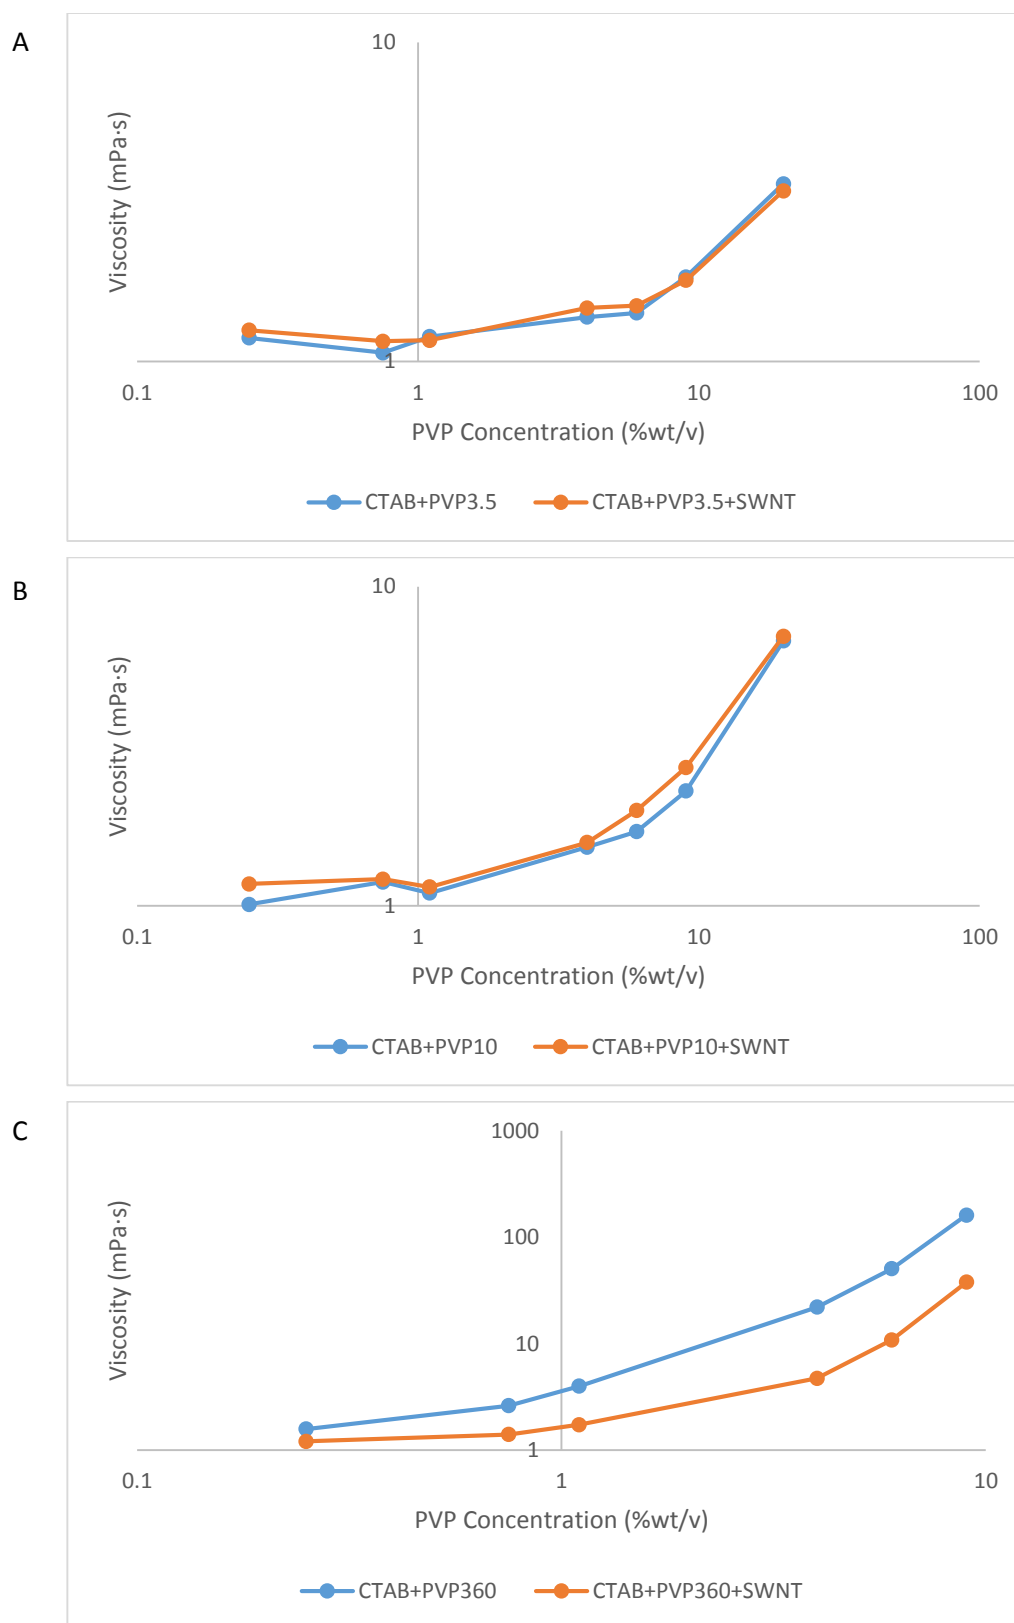 A
10
Viscosity (mPa·s)
1
0.1 1 10 100
PVP Concentration (%wt/v)
CTAB+PVP3.5 CTAB+PVP3.5+SWNT
B
10
Viscosity (mPa·s)
1
0.1 1 10 100
PVP Concentration (%wt/v)
CTAB+PVP10 CTAB+PVP10+SWNT
C
1000
Viscosity (mPa·s)
100
10
1
0.1 1 10
PVP Concentration (%wt/v)
CTAB+PVP360 CTAB+PVP360+SWNT